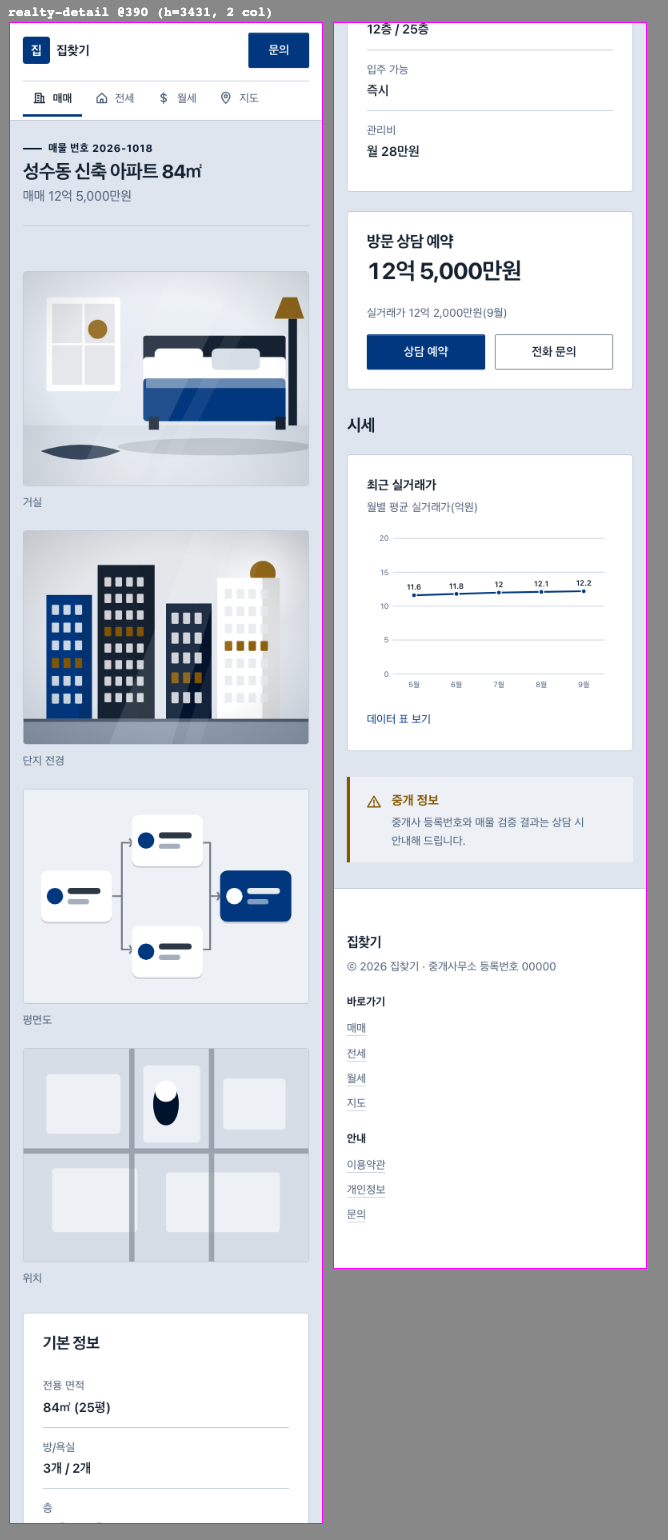 realty-detail @390 (h=3431, 2 col)
집 집찾기
문의
매매 전세 월세 지도
매물 번호 2026-1018
성수동 신축 아파트 84㎡
매매 12억 5,000만원
거실
단지 전경
평면도
위치
기본 정보
전용 면적
84㎡ (25평)
방/욕실
3개 / 2개
층
12층 / 25층
입주 가능
즉시
관리비
월 28만원
방문 상담 예약
12억 5,000만원
실거래가 12억 2,000만원(9월)
상담 예약
전화 문의
시세
최근 실거래가
월별 평균 실거래가(억원)
20
15
11.6 11.8 12 12.1 12.2
10
5
0
5월 6월 7월 8월 9월
데이터 표 보기
중개 정보
중개사 등록번호와 매물 검증 결과는 상담 시
안내해 드립니다.
집찾기
© 2026 집찾기 · 중개사무소 등록번호 00000
바로가기
매매
전세
월세
지도
안내
이용약관
개인정보
문의